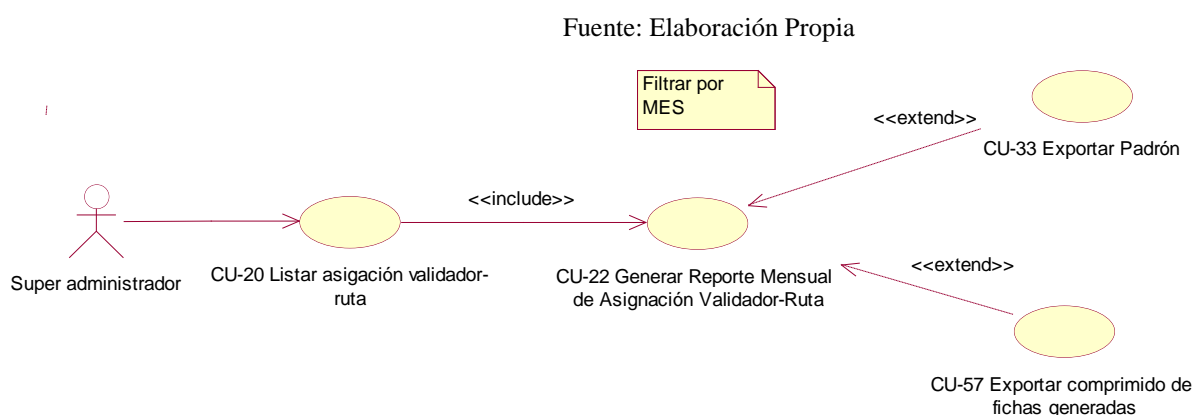 Fuente: Elaboración Propia
Filtrar por
MES
<<extend>>
CU-33 Exportar Padrón
<<include>>
Super administrador
CU-20 Listar asigación validador-
ruta
CU-22 Generar Reporte Mensual
de Asignación Validador-Ruta
<<extend>>
CU-57 Exportar comprimido de
fichas generadas